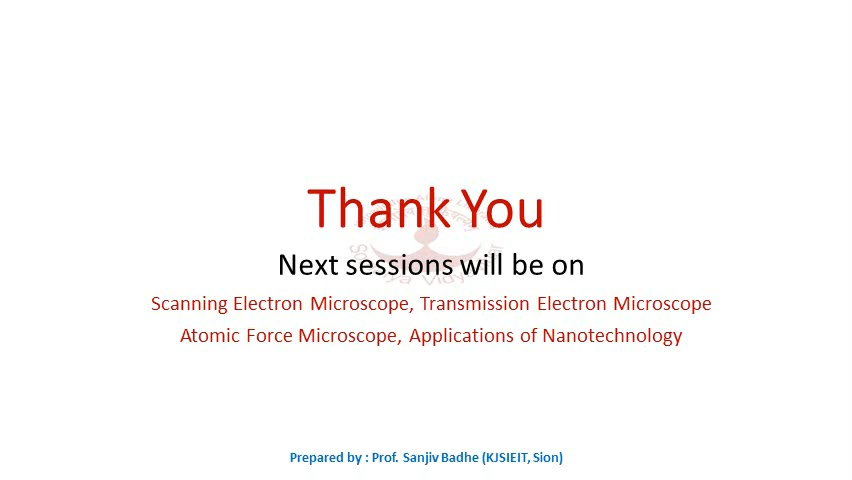 Thank You
Next sessions will be on
Scanning Electron Microscope, Transmission Electron Microscope
Atomic Force Microscope, Applications of Nanotechnology
Prepared by : Prof. Sanjiv Badhe (KJSIEIT, Sion)